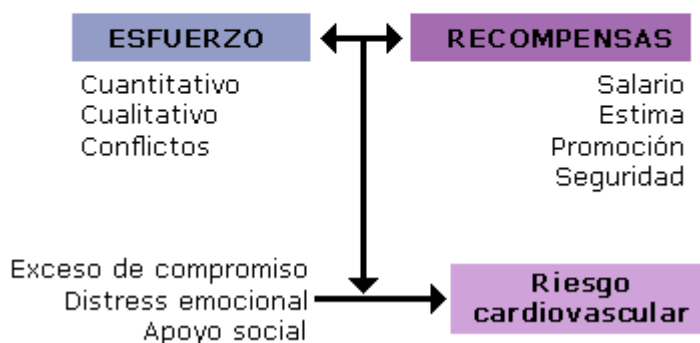 ESFUERZO
RECOMPENSAS
Cuantitativo
Cualitativo
Conflictos
Salario
Estima
Promoción
Seguridad
Exceso de compromiso
Distress emocional
Apoyo social
Riesgo
cardiovascular